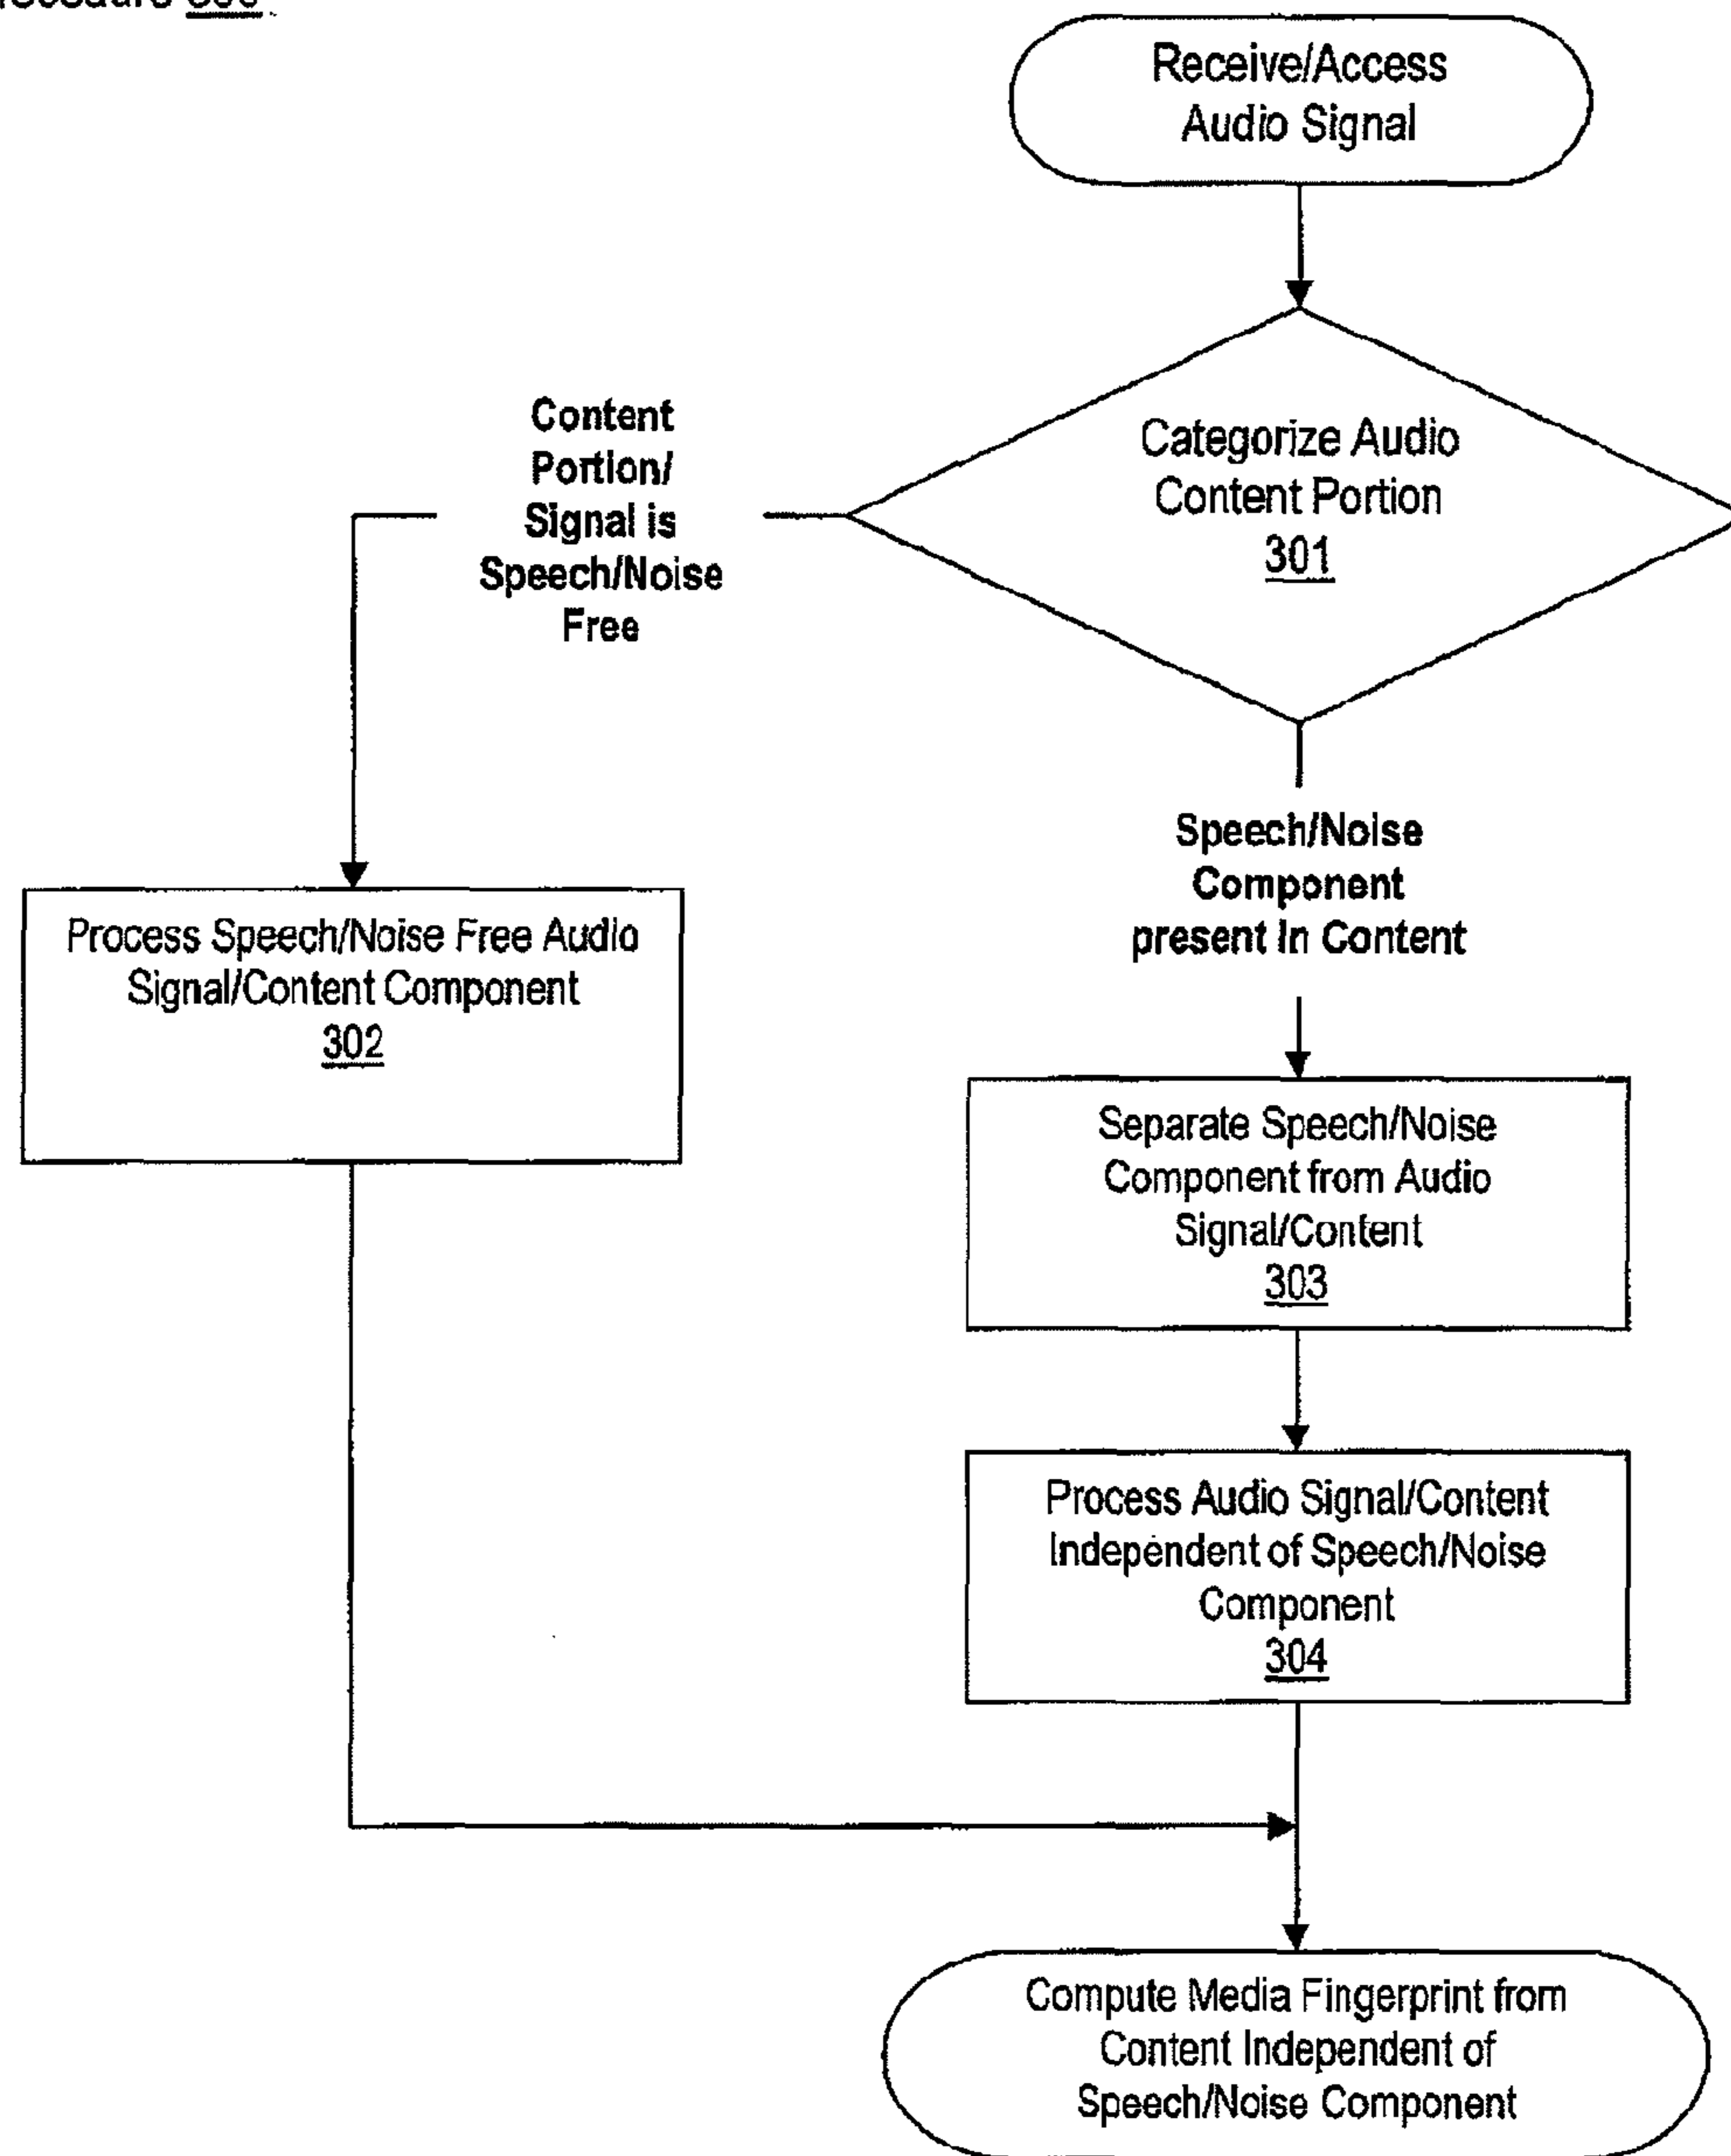 Receive/Access
Audio Signal
Categorize Audio
Content Portion
301
Content
Portion/
Signal is
Speech/Noise
Free
Speech/Noise
Component
present In Content
Process Speech/Noise Free Audio
Signal/Content Component
302
Separate Speech/Noise
Component from Audio
Signal/Content
303
Process Audio Signal/Content
Independent of Speech/Noise
Component
304
Compute Media Fingerprint from
Content Independent of
Speech/Noise Component